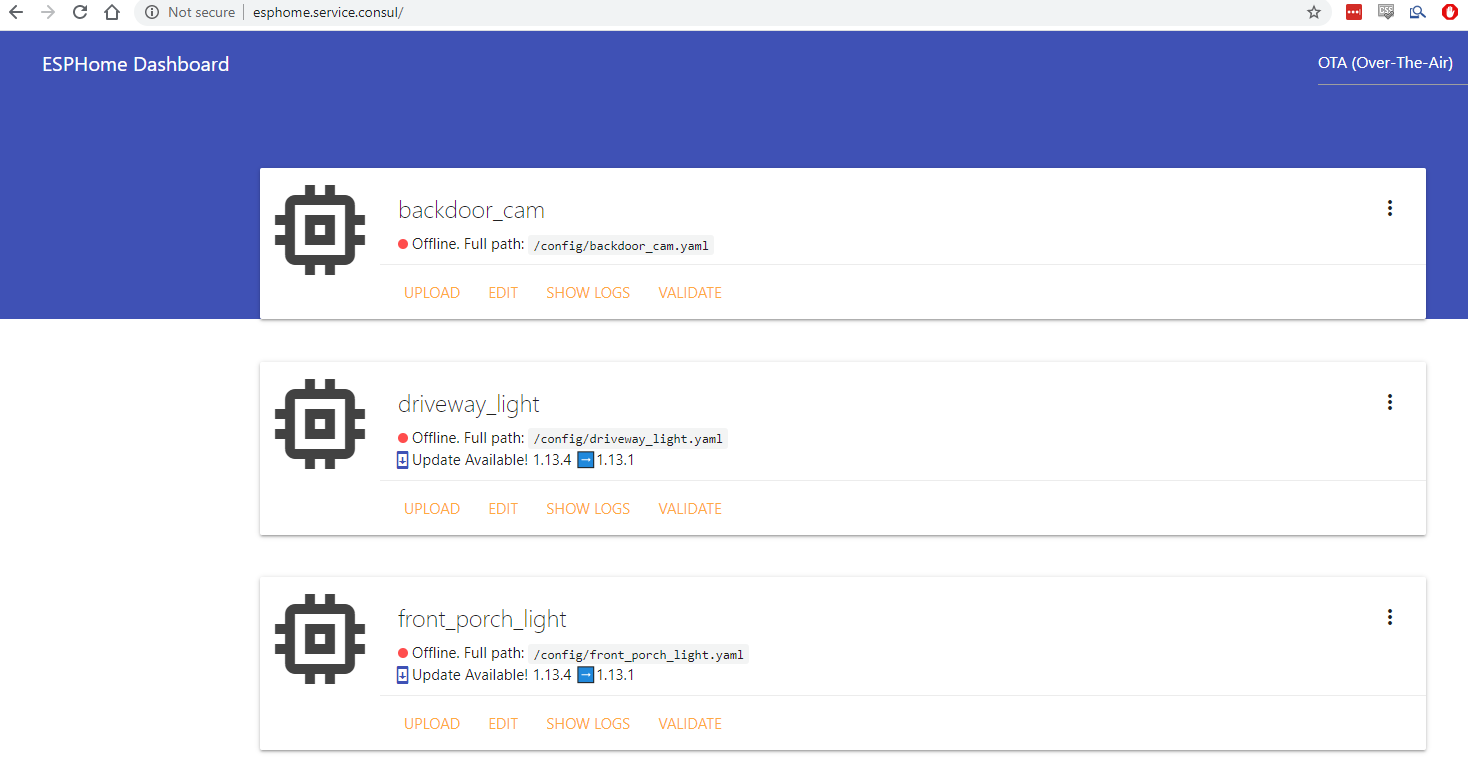 Not secure esphome.service.consul/
ESPHome Dashboard OTA (Over-The-Air)
backdoor_cam
Offline. Full path: /config/backdoor_cam.yaml
UPLOAD EDIT SHOW LOGS VALIDATE
driveway_light
Offline. Full path: /config/driveway_light.yaml
Update Available! 1.13.4 ➡ 1.13.1
UPLOAD EDIT SHOW LOGS VALIDATE
front_porch_light
Offline. Full path: /config/front_porch_light.yaml
Update Available! 1.13.4 ➡ 1.13.1
UPLOAD EDIT SHOW LOGS VALIDATE